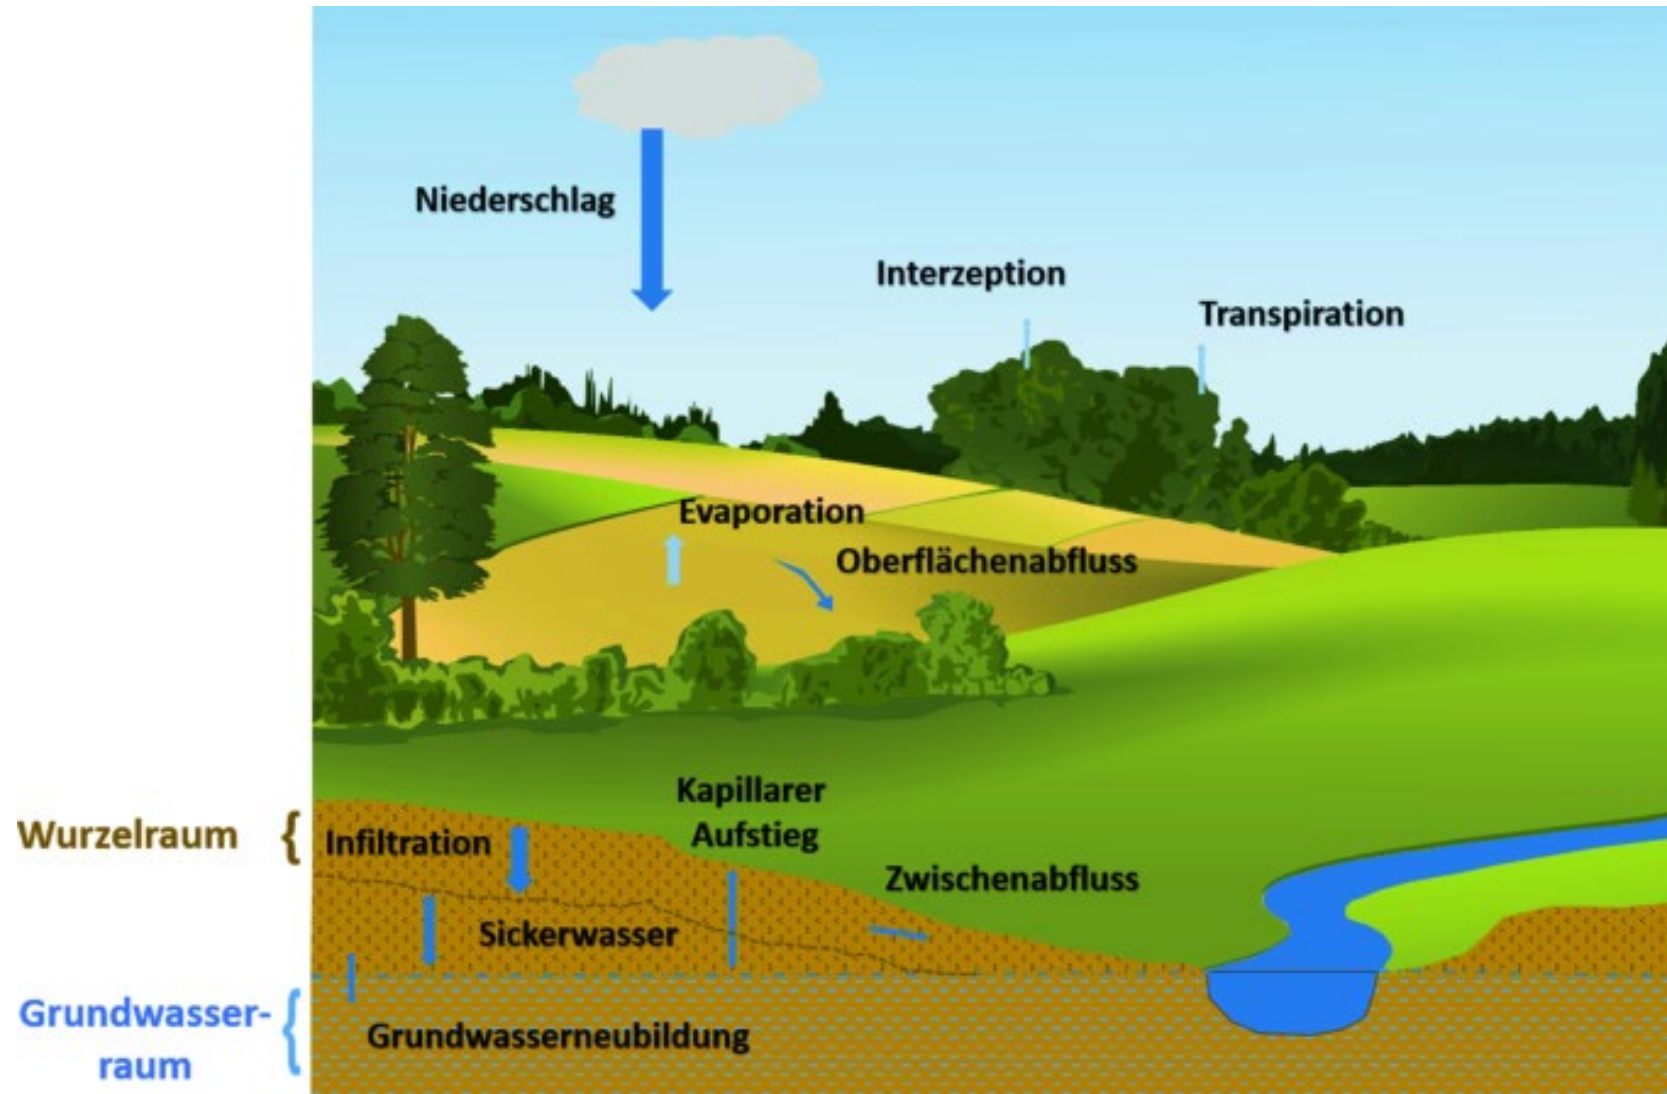 Niederschlag
Interzeption
Transpiration
Evaporation
Oberflächenabfluss
Kapillarer
Aufstieg
Wurzelraum
Infiltration
Zwischenabfluss
Sickerwasser
Grundwasser-
raum
Grundwasserneubildung